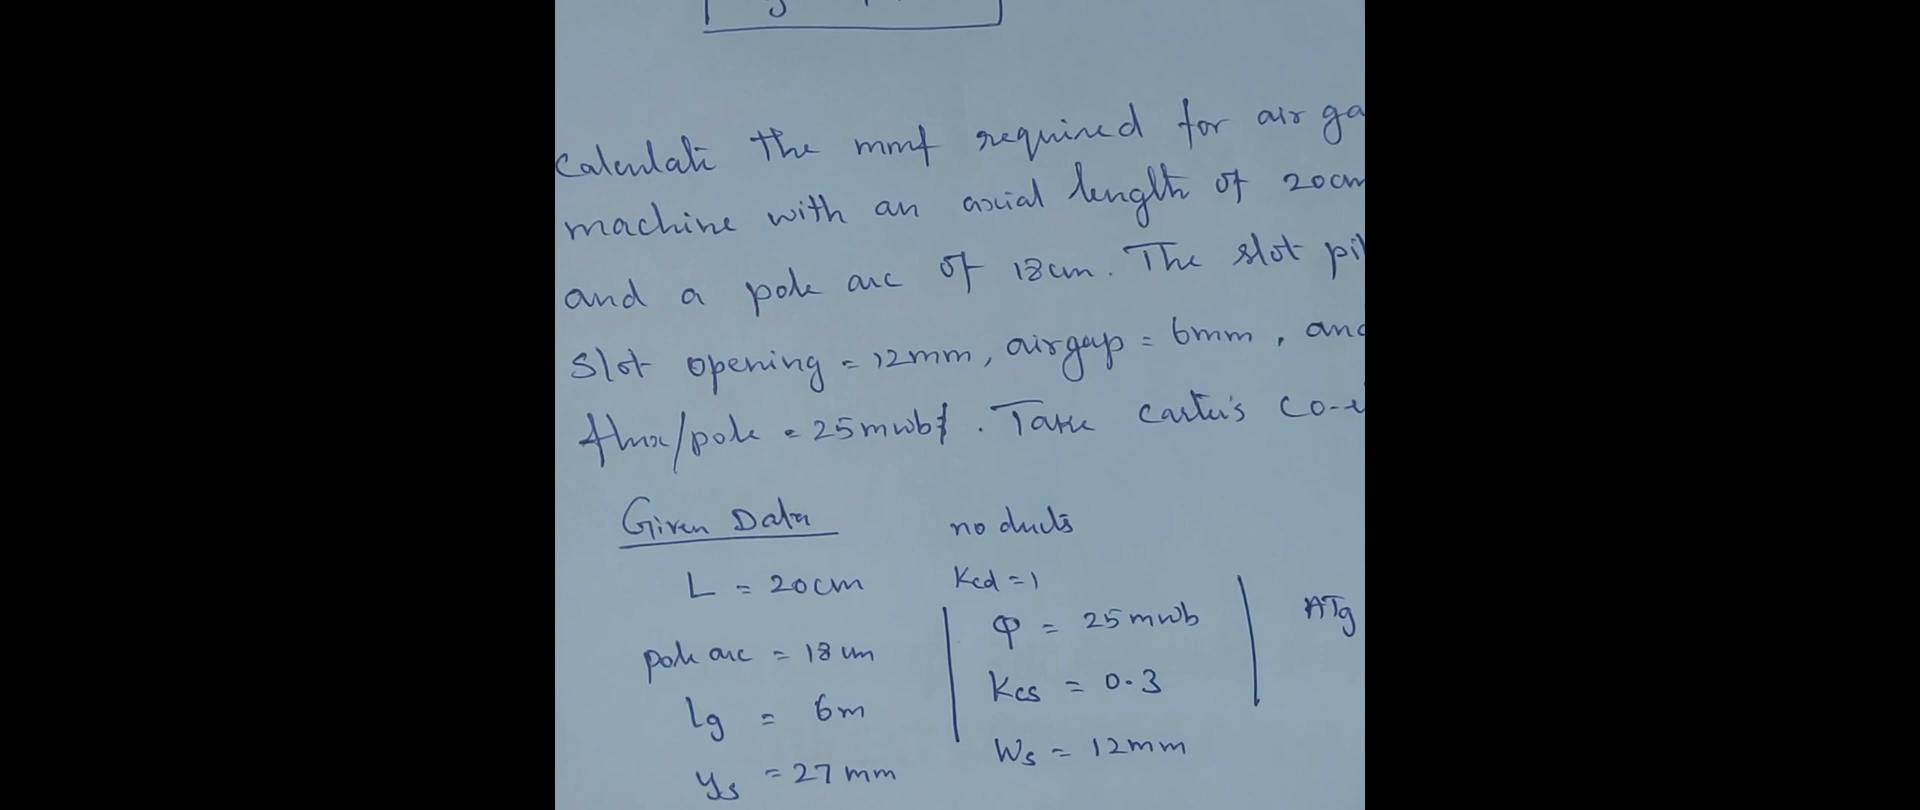 Calculate the mmf required for air ga
machine with an axial length of 20cm
and a pole arc of 18cm. The slot pit
Slot opening = 12mm, airgap = 6mm, and
flux/pole = 25mwb. Take carter's co-e
Given Data
no ducts
L = 20cm
Kcd = 1
pole arc = 18cm
φ = 25mwb
ATg
lg = 6m
Kcs = 0.3
ys = 27mm
Ws = 12mm